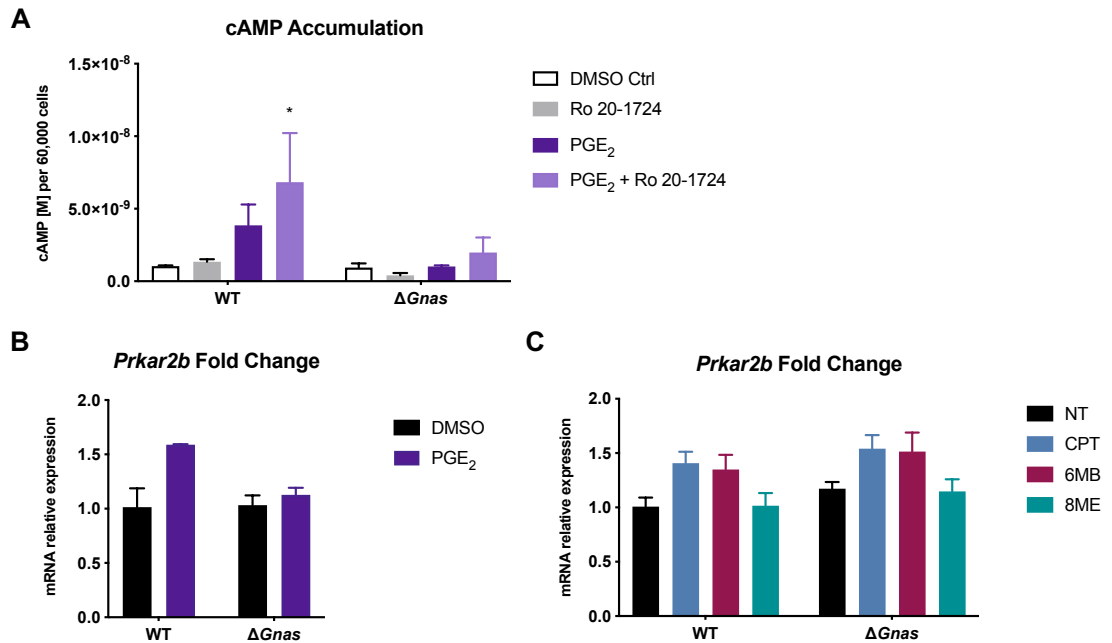 A
cAMP Accumulation
cAMP [M] per 60,000 cells
1.5×10⁻⁸
1.0×10⁻⁸
5.0×10⁻⁹
0.0
*
WT
ΔGnas
DMSO Ctrl
Ro 20-1724
PGE₂
PGE₂ + Ro 20-1724
B
Prkar2b Fold Change
mRNA relative expression
2.0
1.5
1.0
0.5
0.0
WT
ΔGnas
DMSO
PGE₂
C
Prkar2b Fold Change
mRNA relative expression
2.0
1.5
1.0
0.5
0.0
WT
ΔGnas
NT
CPT
6MB
8ME